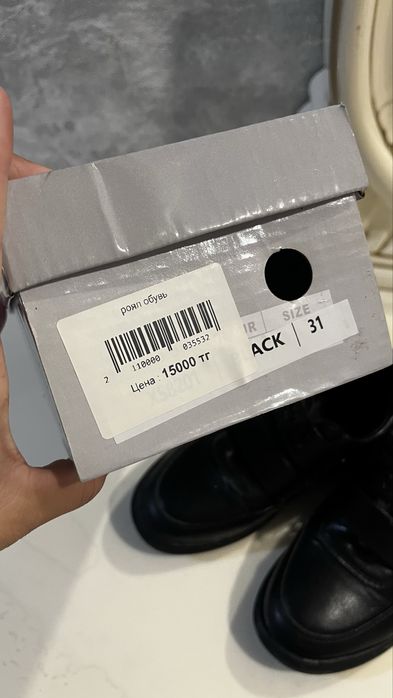 роял обувь
2 110000 035532
Цена : 15000 тг
SIZE
ACK | 31